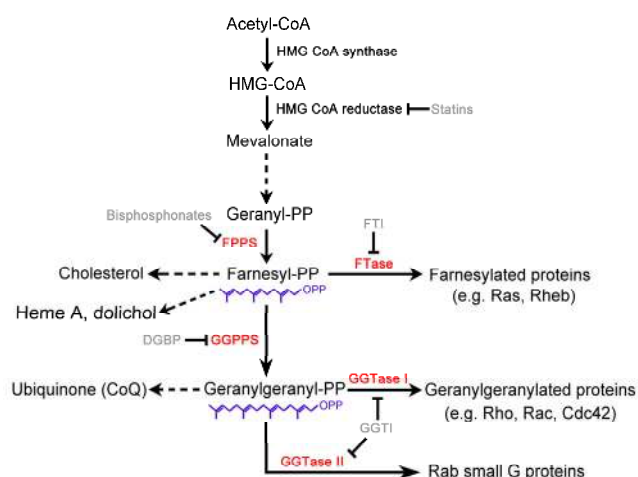 Acetyl-CoA
HMG CoA synthase
HMG-CoA
HMG CoA reductase
Statins
Mevalonate
Bisphosphonates
Geranyl-PP
FTI
FPPS
FTase
Cholesterol
Farnesyl-PP
Farnesylated proteins
(e.g. Ras, Rheb)
OPP
Heme A, dolichol
DGBP
GGPPS
GGTase I
Ubiquinone (CoQ)
Geranylgeranyl-PP
Geranylgeranylated proteins
(e.g. Rho, Rac, Cdc42)
OPP
GGTI
GGTase II
Rab small G proteins